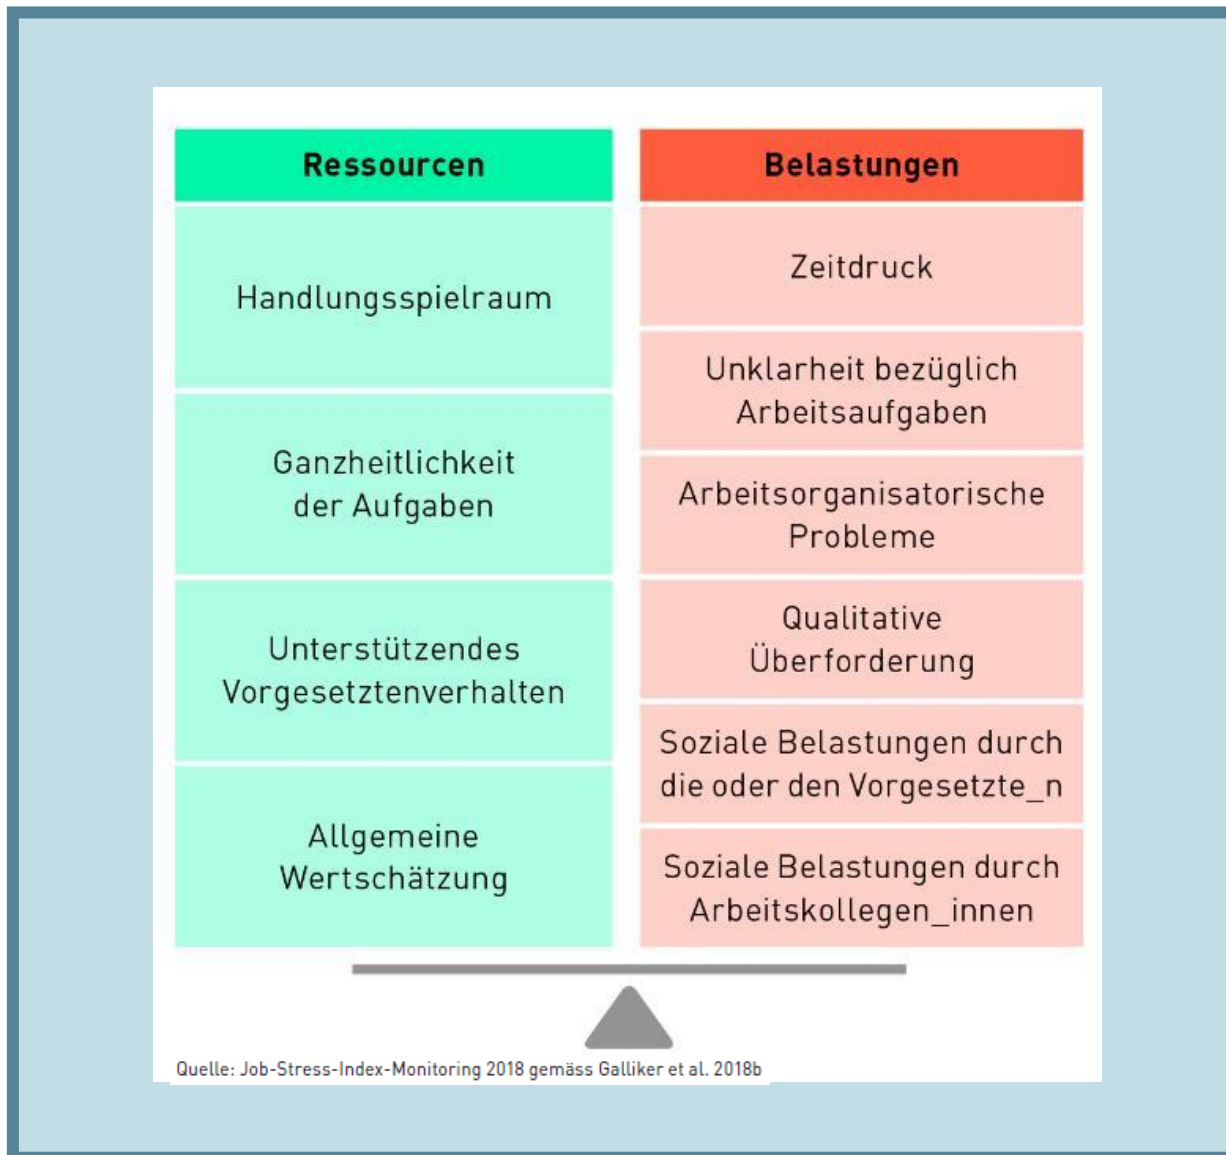 Ressourcen
Handlungsspielraum
Ganzheitlichkeit
der Aufgaben
Unterstützendes
Vorgesetztenverhalten
Allgemeine
Wertschätzung
Belastungen
Zeitdruck
Unklarheit bezüglich
Arbeitsaufgaben
Arbeitsorganisatorische
Probleme
Qualitative
Überforderung
Soziale Belastungen durch
die oder den Vorgesetzte_n
Soziale Belastungen durch
Arbeitskollegen_innen
Quelle: Job-Stress-Index-Monitoring 2018 gemäss Galliker et al. 2018b